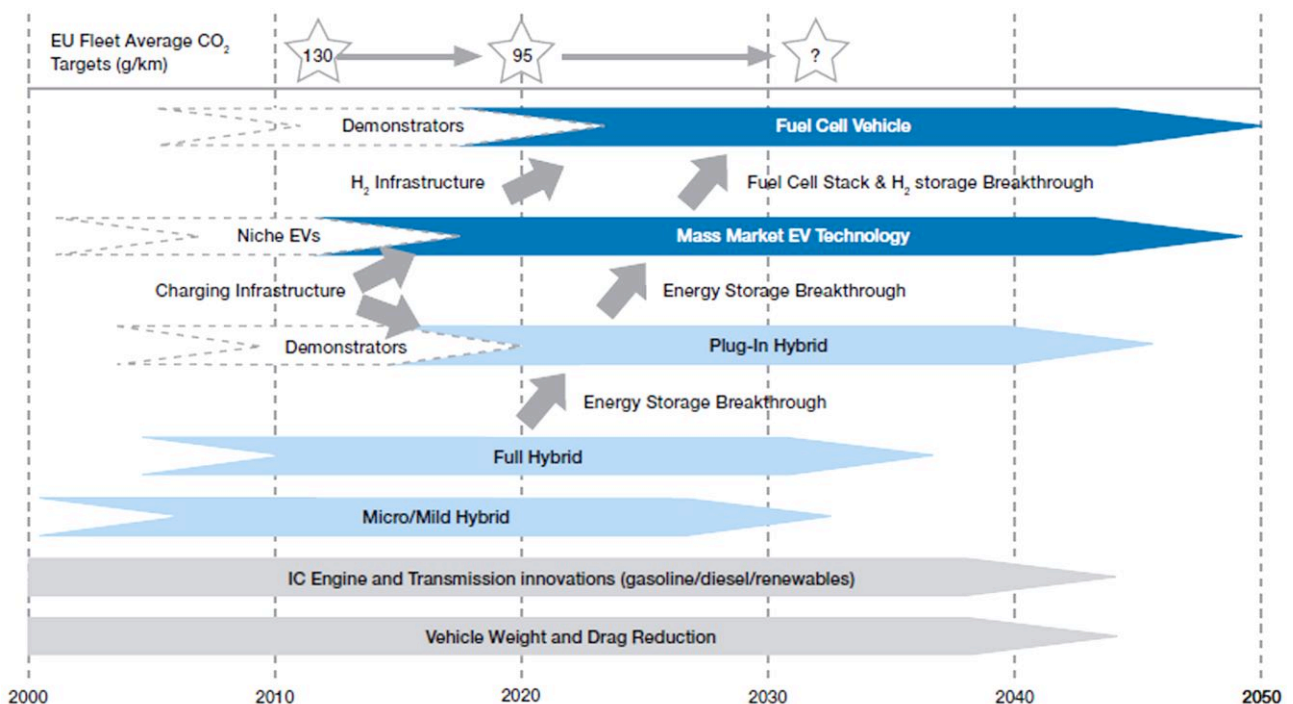 EU Fleet Average CO₂
Targets (g/km)
130
95
?
Demonstrators
Fuel Cell Vehicle
H₂ Infrastructure
Fuel Cell Stack & H₂ storage Breakthrough
Niche EVs
Mass Market EV Technology
Charging Infrastructure
Energy Storage Breakthrough
Demonstrators
Plug-In Hybrid
Energy Storage Breakthrough
Full Hybrid
Micro/Mild Hybrid
IC Engine and Transmission innovations (gasoline/diesel/renewables)
Vehicle Weight and Drag Reduction
2000
2010
2020
2030
2040
2050